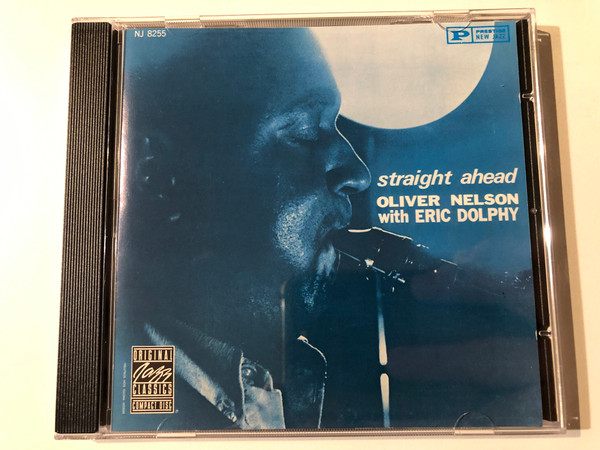 NJ 8255
P PRESTIGE
NEW JAZZ
straight ahead
OLIVER NELSON
with ERIC DOLPHY
ORIGINAL
Jazz
CLASSICS
COMPACT DISC